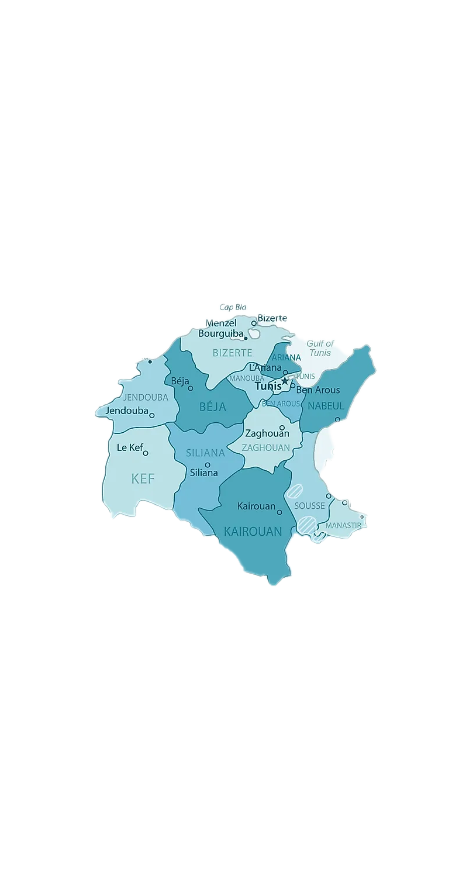 Cap Bla
Menzel
Bourguiba
Bizerte
BIZERTE
Gulf of
Tunis
ARIANA
L'Ariana
MANOUBA
TUNIS
Tunis
Ben Arous
BEN AROUS
NABEUL
Béja
BÉJA
JENDOUBA
Jendouba
Zaghouan
ZAGHOUAN
Le Kef
KEF
SILIANA
Siliana
Kairouan
KAIROUAN
SOUSSE
MANASTIR